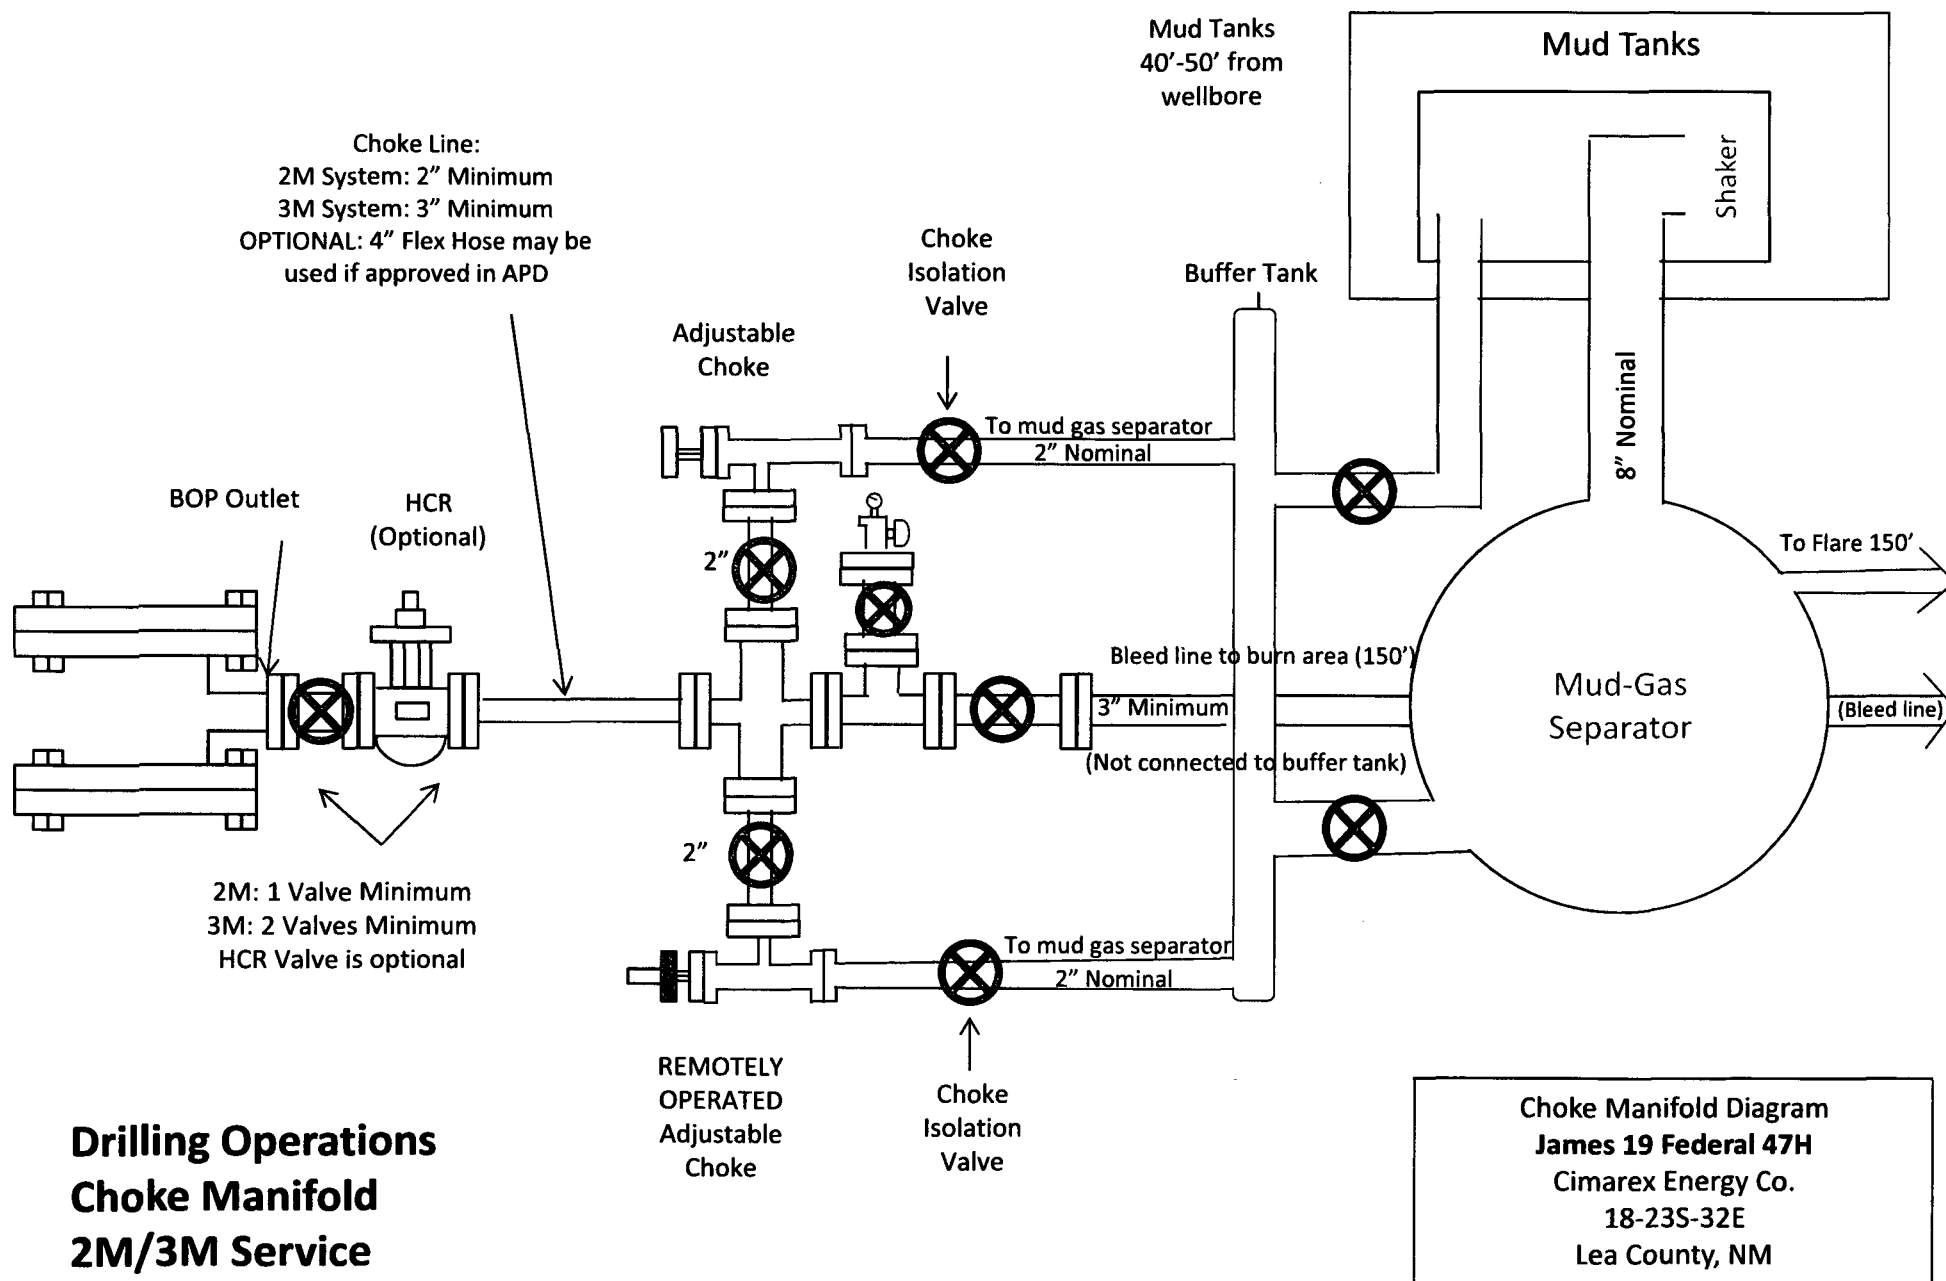 Mud Tanks
40'-50' from
wellbore
Mud Tanks
Shaker
Choke Line:
2M System: 2" Minimum
3M System: 3" Minimum
OPTIONAL: 4" Flex Hose may be
used if approved in APD
Choke
Isolation
Valve
Buffer Tank
Adjustable
Choke
8" Nominal
To mud gas separator
2" Nominal
BOP Outlet
HCR
(Optional)
2"
To Flare 150'
Bleed line to burn area (150')
3" Minimum
(Not connected to buffer tank)
Mud-Gas
Separator
(Bleed line)
2"
2M: 1 Valve Minimum
3M: 2 Valves Minimum
HCR Valve is optional
To mud gas separator
2" Nominal
REMOTELY
OPERATED
Adjustable
Choke
Choke
Isolation
Valve
Drilling Operations
Choke Manifold
2M/3M Service
Choke Manifold Diagram
James 19 Federal 47H
Cimarex Energy Co.
18-23S-32E
Lea County, NM